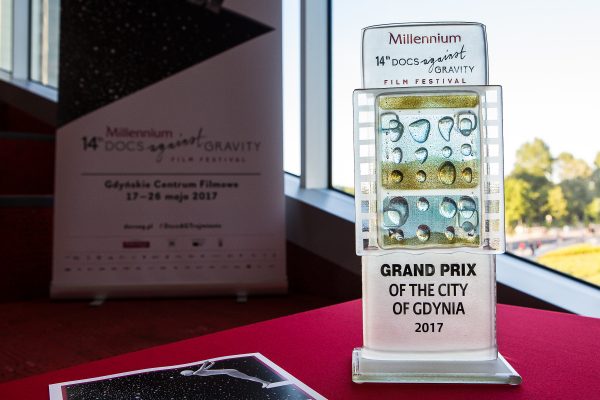 Millennium
14th DOCS against GRAVITY
FILM FESTIVAL
Gdyńskie Centrum Filmowe
17–26 maja 2017
Millennium
14th DOCS against GRAVITY
FILM FESTIVAL
GRAND PRIX
OF THE CITY
OF GDYNIA
2017